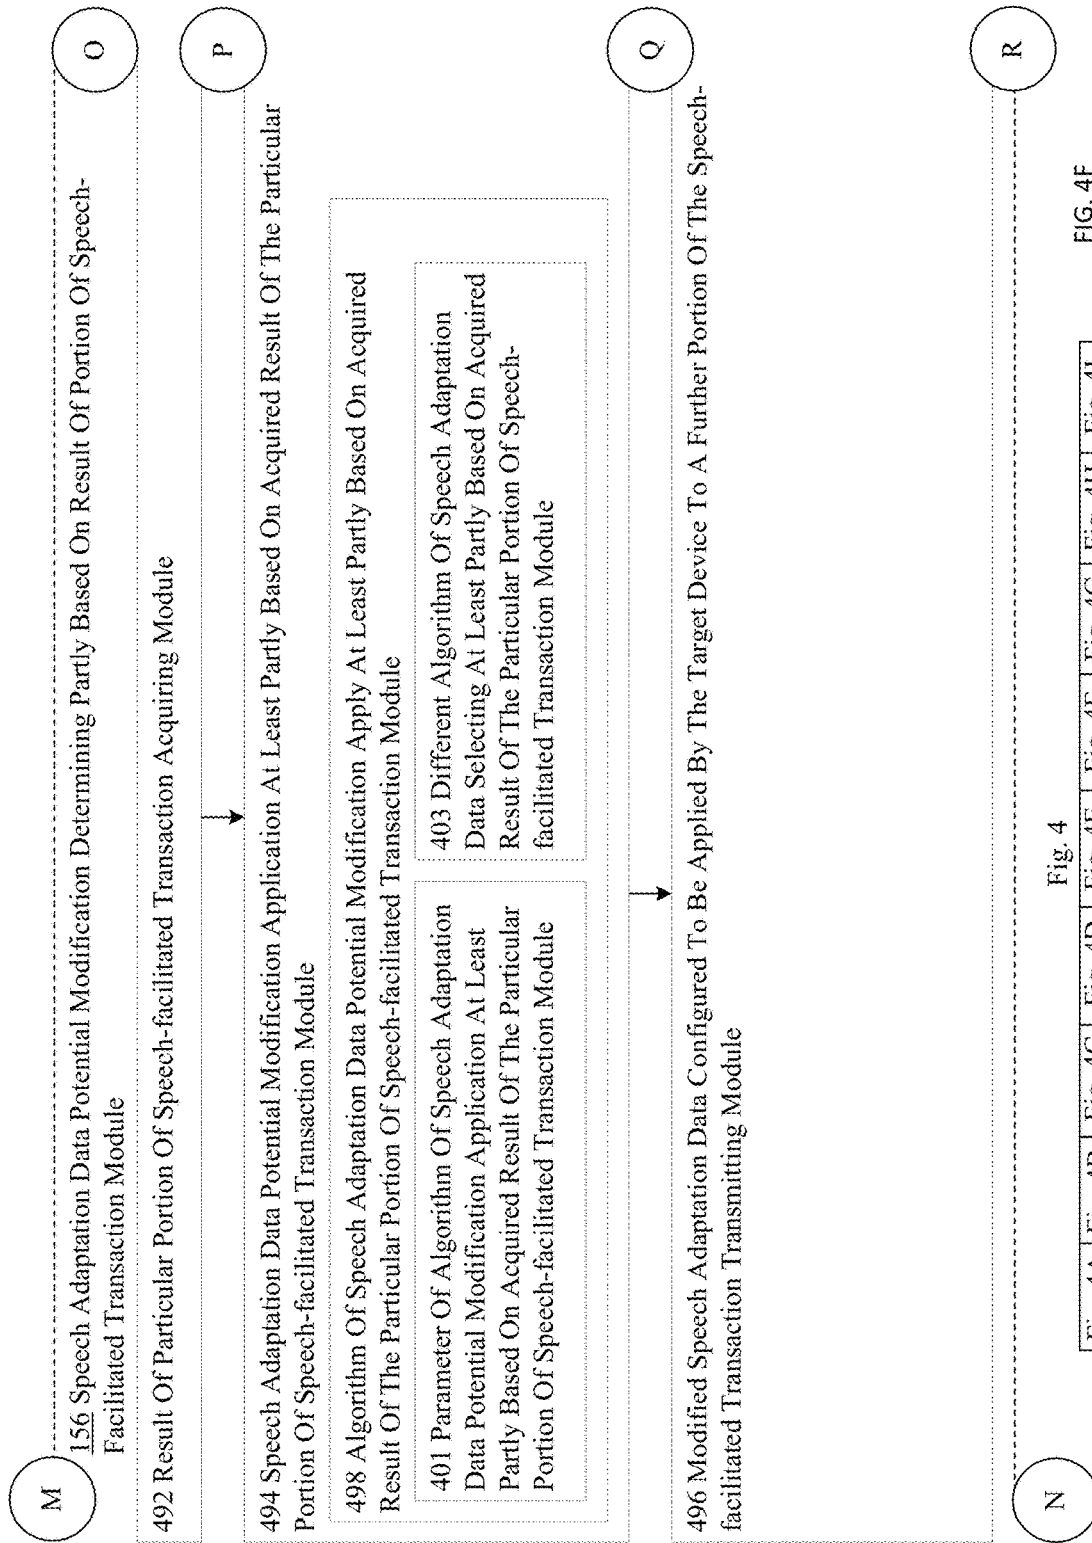 M
O
156 Speech Adaptation Data Potential Modification Determining Partly Based On Result Of Portion Of Speech-
Facilitated Transaction Module
492 Result Of Particular Portion Of Speech-facilitated Transaction Acquiring Module
P
494 Speech Adaptation Data Potential Modification Application At Least Partly Based On Acquired Result Of The Particular
Portion Of Speech-facilitated Transaction Module
498 Algorithm Of Speech Adaptation Data Potential Modification Apply At Least Partly Based On Acquired
Result Of The Particular Portion Of Speech-facilitated Transaction Module
401 Parameter Of Algorithm Of Speech Adaptation
Data Potential Modification Application At Least
Partly Based On Acquired Result Of The Particular
Portion Of Speech-facilitated Transaction Module
403 Different Algorithm Of Speech Adaptation
Data Selecting At Least Partly Based On Acquired
Result Of The Particular Portion Of Speech-
facilitated Transaction Module
Q
496 Modified Speech Adaptation Data Configured To Be Applied By The Target Device To A Further Portion Of The Speech-
facilitated Transaction Transmitting Module
N
R
Fig. 4
FIG. 4F